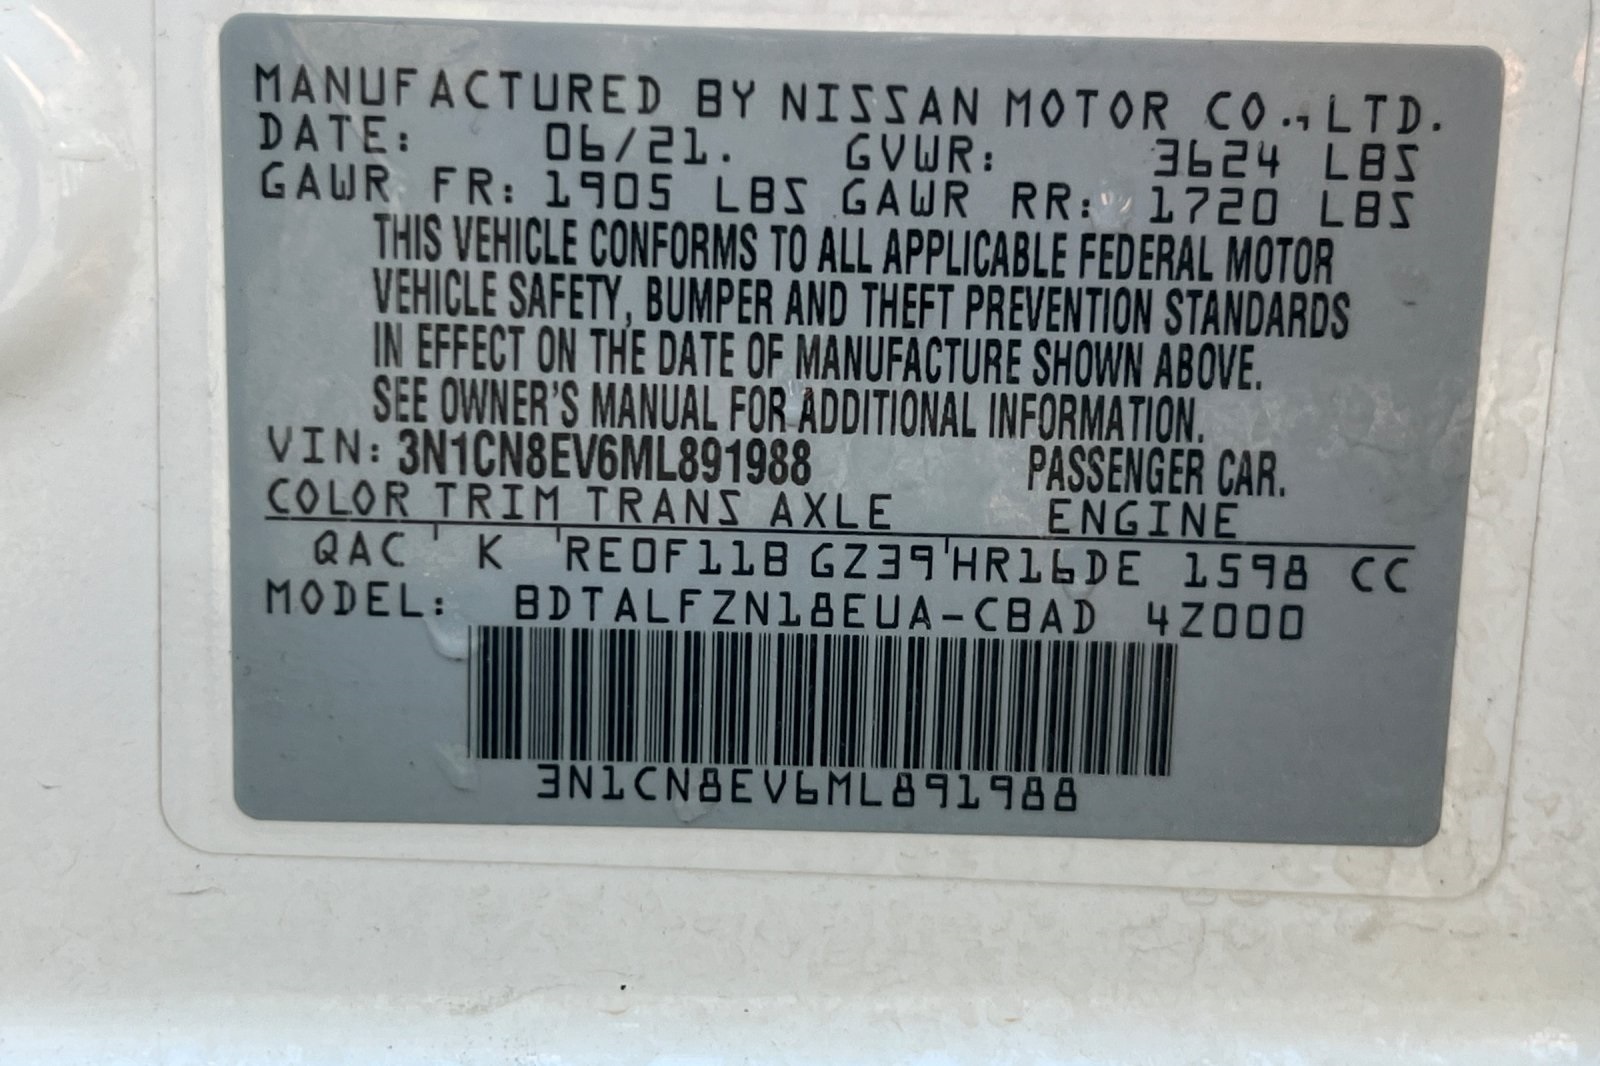 MANUFACTURED BY NISSAN MOTOR CO., LTD.
DATE: 06/21. GVWR: 3624 LBS
GAWR FR: 1905 LBS GAWR RR: 1720 LBS
THIS VEHICLE CONFORMS TO ALL APPLICABLE FEDERAL MOTOR
VEHICLE SAFETY, BUMPER AND THEFT PREVENTION STANDARDS
IN EFFECT ON THE DATE OF MANUFACTURE SHOWN ABOVE.
SEE OWNER'S MANUAL FOR ADDITIONAL INFORMATION.
VIN: 3N1CN8EV6ML891988 PASSENGER CAR.
COLOR TRIM TRANS AXLE ENGINE
QAC ' K 'RE0F11B GZ39'HR16DE 1598 CC
MODEL: BDTALFZN18EUA-CBAD 4Z000
3N1CN8EV6ML891988